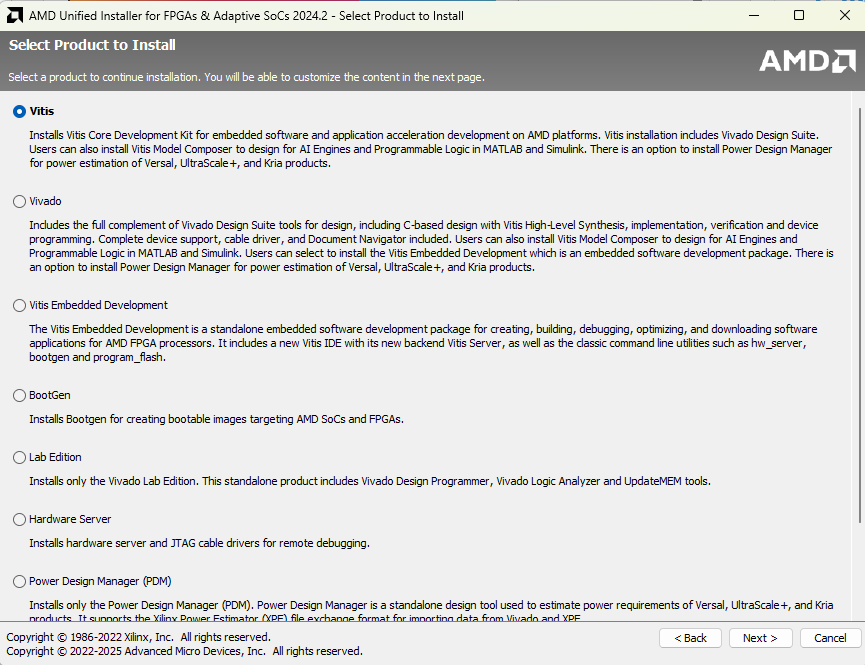 AMD Unified Installer for FPGAs & Adaptive SoCs 2024.2 - Select Product to Install
Select Product to Install
Select a product to continue installation. You will be able to customize the content in the next page.
AMD
Vitis
Installs Vitis Core Development Kit for embedded software and application acceleration development on AMD platforms. Vitis installation includes Vivado Design Suite.
Users can also install Vitis Model Composer to design for AI Engines and Programmable Logic in MATLAB and Simulink. There is an option to install Power Design Manager
for power estimation of Versal, UltraScale+, and Kria products.
Vivado
Includes the full complement of Vivado Design Suite tools for design, including C-based design with Vitis High-Level Synthesis, implementation, verification and device
programming. Complete device support, cable driver, and Document Navigator included. Users can also install Vitis Model Composer to design for AI Engines and
Programmable Logic in MATLAB and Simulink. Users can select to install the Vitis Embedded Development which is an embedded software development package. There is
an option to install Power Design Manager for power estimation of Versal, UltraScale+, and Kria products.
Vitis Embedded Development
The Vitis Embedded Development is a standalone embedded software development package for creating, building, debugging, optimizing, and downloading software
applications for AMD FPGA processors. It includes a new Vitis IDE with its new backend Vitis Server, as well as the classic command line utilities such as hw_server,
bootgen and program_flash.
BootGen
Installs Bootgen for creating bootable images targeting AMD SoCs and FPGAs.
Lab Edition
Installs only the Vivado Lab Edition. This standalone product includes Vivado Design Programmer, Vivado Logic Analyzer and UpdateMEM tools.
Hardware Server
Installs hardware server and JTAG cable drivers for remote debugging.
Power Design Manager (PDM)
Installs only the Power Design Manager (PDM). Power Design Manager is a standalone design tool used to estimate power requirements of Versal, UltraScale+, and Kria
products. It supports the Xilinx Power Estimator (XPE) file exchange format for importing data from Vivado and XPE.
Copyright © 1986-2022 Xilinx, Inc. All rights reserved.
Copyright © 2022-2025 Advanced Micro Devices, Inc. All rights reserved.
< Back
Next >
Cancel